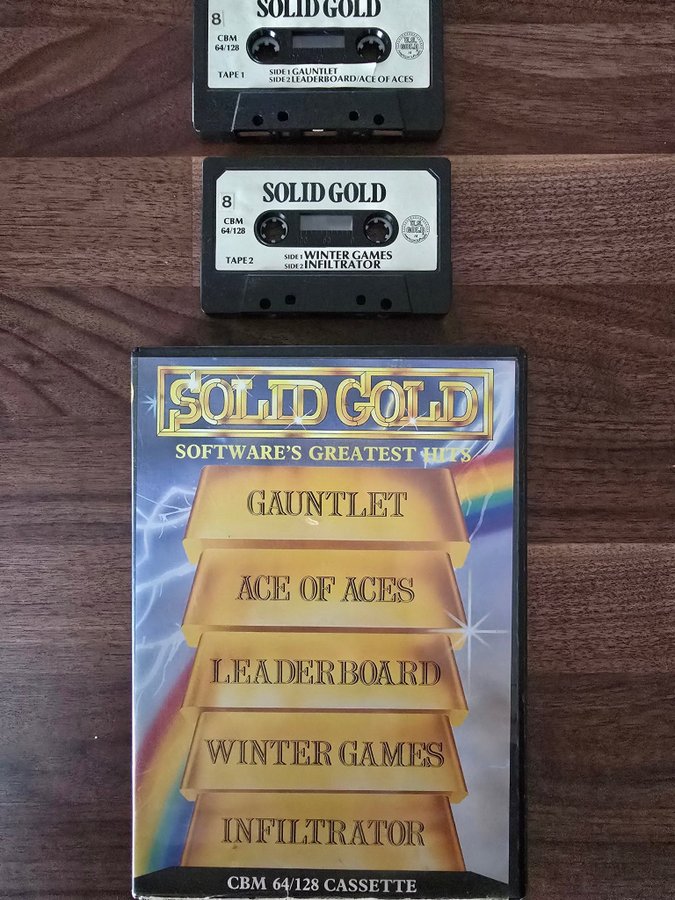 SOLID GOLD
8
CBM
64/128
U.S.
GOLD
TAPE 1
SIDE 1 GAUNTLET
SIDE 2 LEADERBOARD/ACE OF ACES
SOLID GOLD
8
CBM
64/128
U.S.
GOLD
TAPE 2
SIDE 1 WINTER GAMES
SIDE 2 INFILTRATOR
SOLID GOLD
SOFTWARE'S GREATEST HITS
GAUNTLET
ACE OF ACES
LEADERBOARD
WINTER GAMES
INFILTRATOR
CBM 64/128 CASSETTE